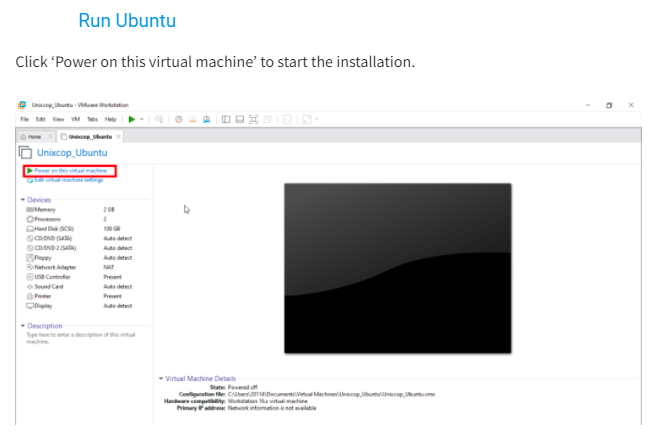 Run Ubuntu
Click ‘Power on this virtual machine’ to start the installation.
Unixcop_Ubuntu - VMware Workstation
File Edit View VM Tabs Help
Home
Unixcop_Ubuntu
Unixcop_Ubuntu
Power on this virtual machine
Edit virtual machine settings
Devices
Memory 2 GB
Processors 2
Hard Disk (SCSI) 100 GB
CD/DVD (SATA) Auto detect
CD/DVD 2 (SATA) Auto detect
Floppy Auto detect
Network Adapter NAT
USB Controller Present
Sound Card Auto detect
Printer Present
Display Auto detect
Description
Type here to enter a description of this virtual
machine.
Virtual Machine Details
State: Powered off
Configuration file: C:\Users\20114\Documents\Virtual Machines\Unixcop_Ubuntu\Unixcop_Ubuntu.vmx
Hardware compatibility: Workstation 16.x virtual machine
Primary IP address: Network information is not available